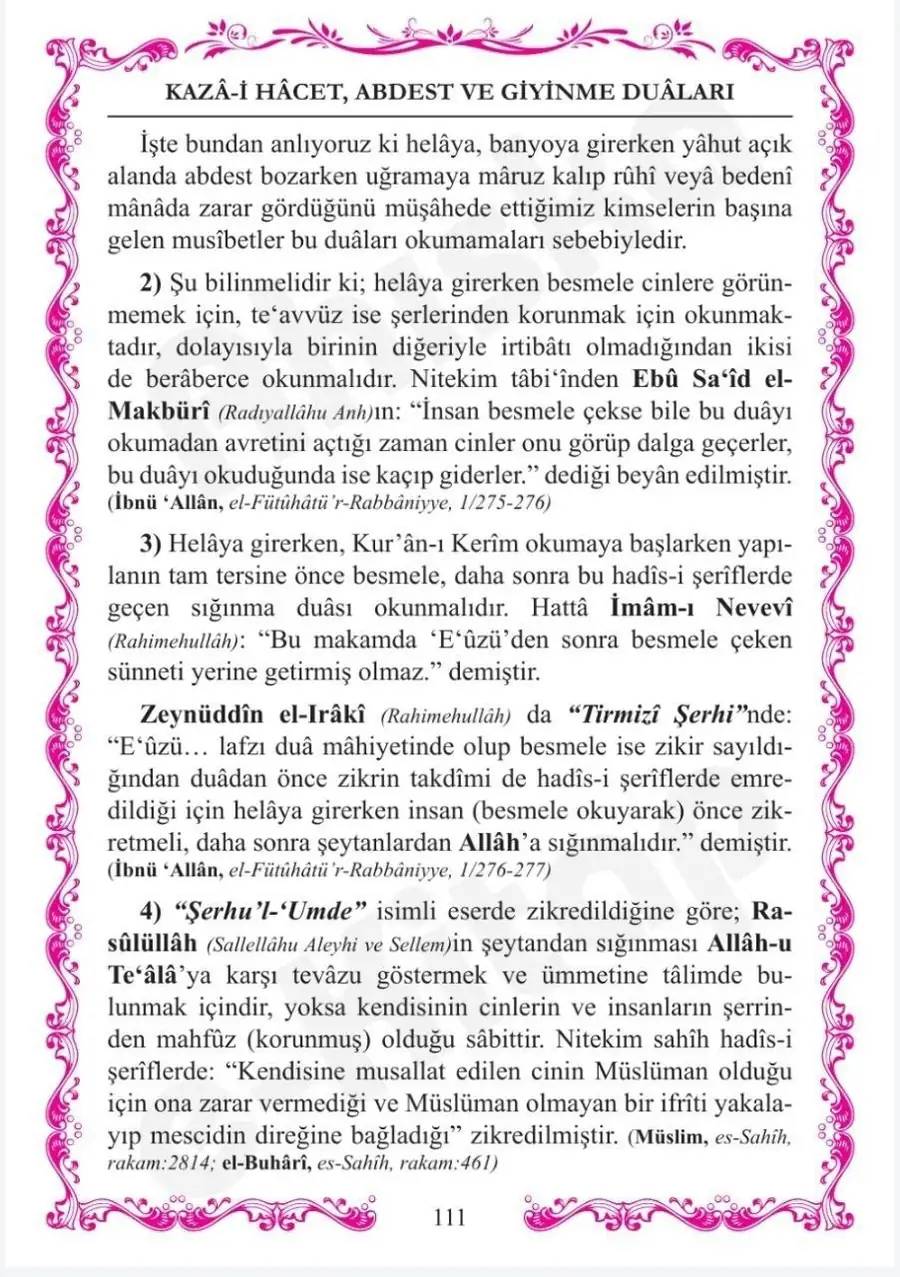 KAZÂ-İ HÂCET, ABDEST VE GİYİNME DUÂLARI
İşte bundan anlıyoruz ki helâya, banyoya girerken yâhut açık
alanda abdest bozarken uğramaya mâruz kalıp rûhî veyâ bedenî
mânâda zarar gördüğünü müşâhede ettiğimiz kimselerin başına
gelen musîbetler bu duâları okumamaları sebebiyledir.
2) Şu bilinmelidir ki; helâya girerken besmele cinlere görün-
memek için, te‘avvüz ise şerlerinden korunmak için okunmak-
tadır, dolayısıyla birinin diğeriyle irtibâtı olmadığından ikisi
de berâberce okunmalıdır. Nitekim tâbi‘înden Ebû Sa‘îd el-
Makbürî (Radıyallâhu Anh)ın: “İnsan besmele çekse bile bu duâyı
okumadan avretini açtığı zaman cinler onu görüp dalga geçerler,
bu duâyı okuduğunda ise kaçıp giderler.” dediği beyân edilmiştir.
(İbnü ‘Allân, el-Fütûhâtü’r-Rabbâniyye, 1/275-276)
3) Helâya girerken, Kur’ân-ı Kerîm okumaya başlarken yapı-
lanın tam tersine önce besmele, daha sonra bu hadîs-i şerîflerde
geçen sığınma duâsı okunmalıdır. Hattâ İmâm-ı Nevevî
(Rahimehullâh): “Bu makamda ‘E‘ûzü’den sonra besmele çeken
sünneti yerine getirmiş olmaz.” demiştir.
Zeynüddîn el-Irâkî (Rahimehullâh) da “Tirmizî Şerhi”nde:
“E‘ûzü… lafzı duâ mâhiyetinde olup besmele ise zikir sayıldı-
ğından duâdan önce zikrin takdîmi de hadîs-i şerîflerde emre-
dildiği için helâya girerken insan (besmele okuyarak) önce zik-
retmeli, daha sonra şeytanlardan Allâh’a sığınmalıdır.” demiştir.
(İbnü ‘Allân, el-Fütûhâtü’r-Rabbâniyye, 1/276-277)
4) “Şerhu’l-‘Umde” isimli eserde zikredildiğine göre; Ra-
sûlüllâh (Sallellâhu Aleyhi ve Sellem)in şeytandan sığınması Allâh-u
Te‘âlâ’ya karşı tevâzu göstermek ve ümmetine tâlimde bu-
lunmak içindir, yoksa kendisinin cinlerin ve insanların şerrin-
den mahfûz (korunmuş) olduğu sâbittir. Nitekim sahîh hadîs-i
şerîflerde: “Kendisine musallat edilen cinin Müslüman olduğu
için ona zarar vermediği ve Müslüman olmayan bir ifrîti yakala-
yıp mescidin direğine bağladığı” zikredilmiştir. (Müslim, es-Sahîh,
rakam:2814; el-Buhârî, es-Sahîh, rakam:461)
111